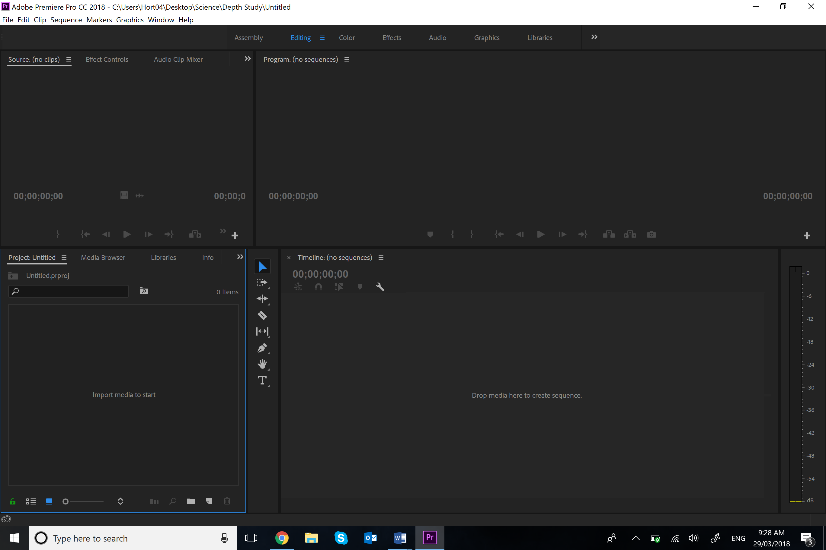 Adobe Premiere Pro CC 2018 - C:\Users\Hort04\Desktop\Science\Depth Study\Untitled
File Edit Clip Sequence Markers Graphics Window Help
Assembly Editing Color Effects Audio Graphics Libraries
Source: (no clips) Effect Controls Audio Clip Mixor
Program: (no sequences)
00;00;00;00 00;00;0
00;00;00;00 00;00;00;00
Project: Untitled Media Browser Libraries Info
Timeline: (no sequences)
Untitled.prproj
00;00;00;00
0 Items
Import media to start
Drop media here to create sequence.
0
-6
-12
-18
-24
-30
-36
-42
-48
-54
dB
Type here to search
ENG
9:28 AM
29/03/2018
3